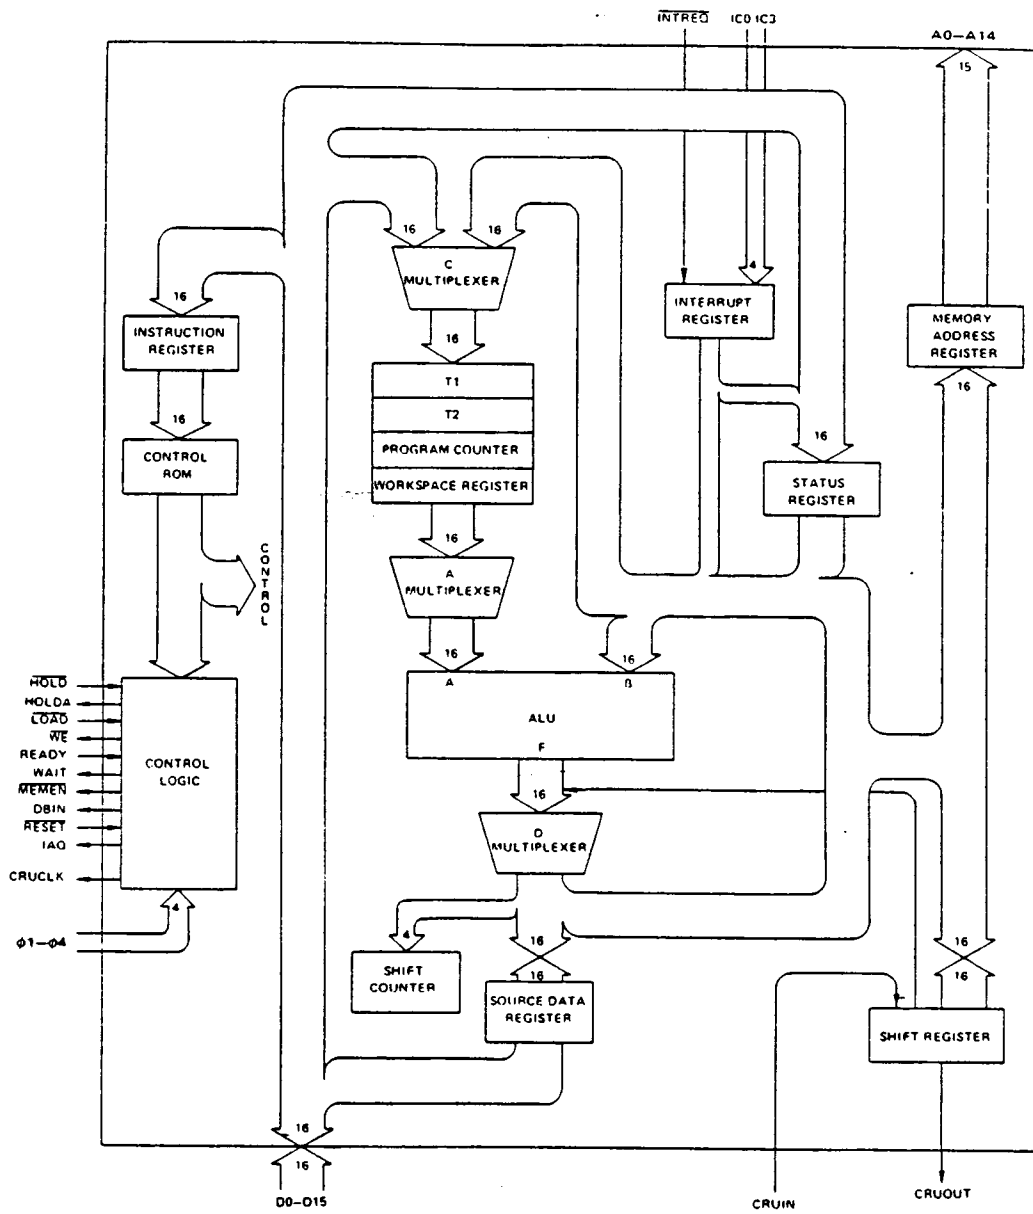 INTREQ
IC0 IC3
A0–A14
15
16
16
C
MULTIPLEXER
4
16
INSTRUCTION
REGISTER
INTERRUPT
REGISTER
MEMORY
ADDRESS
REGISTER
16
16
T1
T2
PROGRAM COUNTER
WORKSPACE REGISTER
16
CONTROL
ROM
16
STATUS
REGISTER
16
A
MULTIPLEXER
CONTROL
16
16
A
B
ALU
F
HOLD
HOLDA
LOAD
WE
READY
WAIT
MEMEN
DBIN
RESET
IAQ
CRUCLK
CONTROL
LOGIC
16
D
MULTIPLEXER
4
φ1–φ4
4
16
16
SHIFT
COUNTER
SOURCE DATA
REGISTER
16
16
SHIFT REGISTER
16
16
D0–D15
CRUIN
CRUOUT